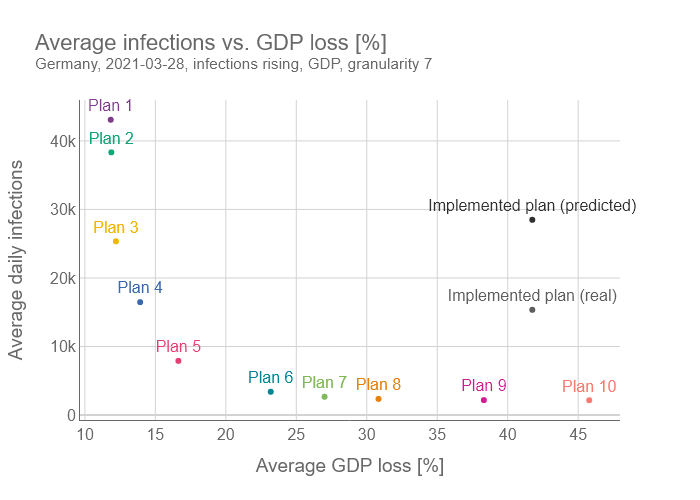 Average infections vs. GDP loss [%]
Germany, 2021-03-28, infections rising, GDP, granularity 7
Plan 1
Plan 2
Plan 3
Plan 4
Plan 5
Plan 6
Plan 7
Plan 8
Plan 9
Plan 10
Implemented plan (predicted)
Implemented plan (real)
Average daily infections
40k
30k
20k
10k
0
10
15
20
25
30
35
40
45
Average GDP loss [%]